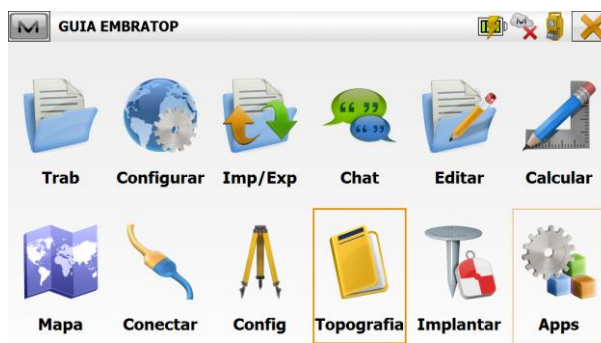 GUIA EMBRATOP
Trab Configurar Imp/Exp Chat Editar Calcular
Mapa Conectar Config Topografia Implantar Apps